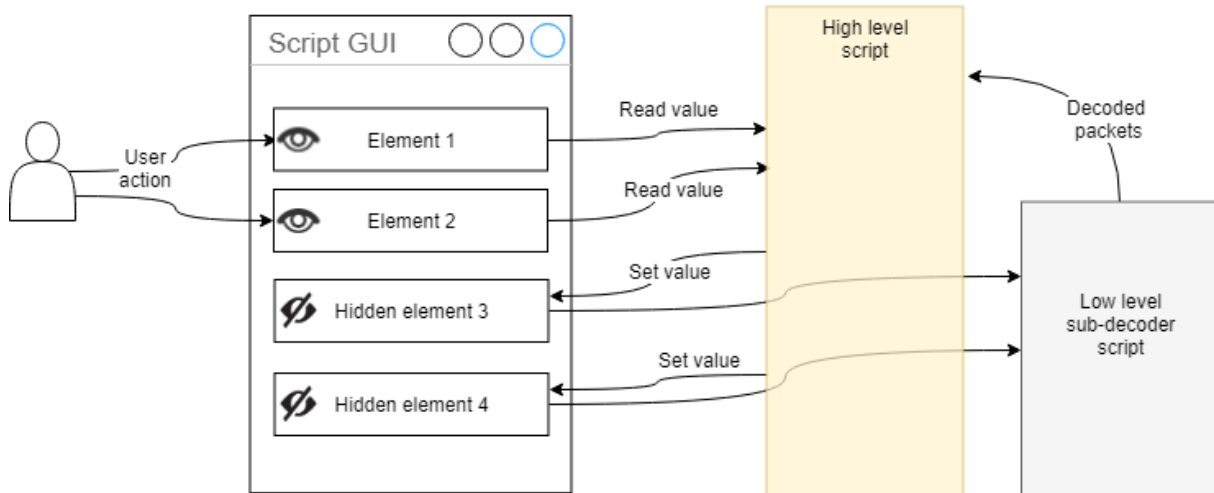 Script GUI
Element 1
Element 2
Hidden element 3
Hidden element 4
User
action
Read value
Read value
Set value
Set value
High level
script
Decoded
packets
Low level
sub-decoder
script